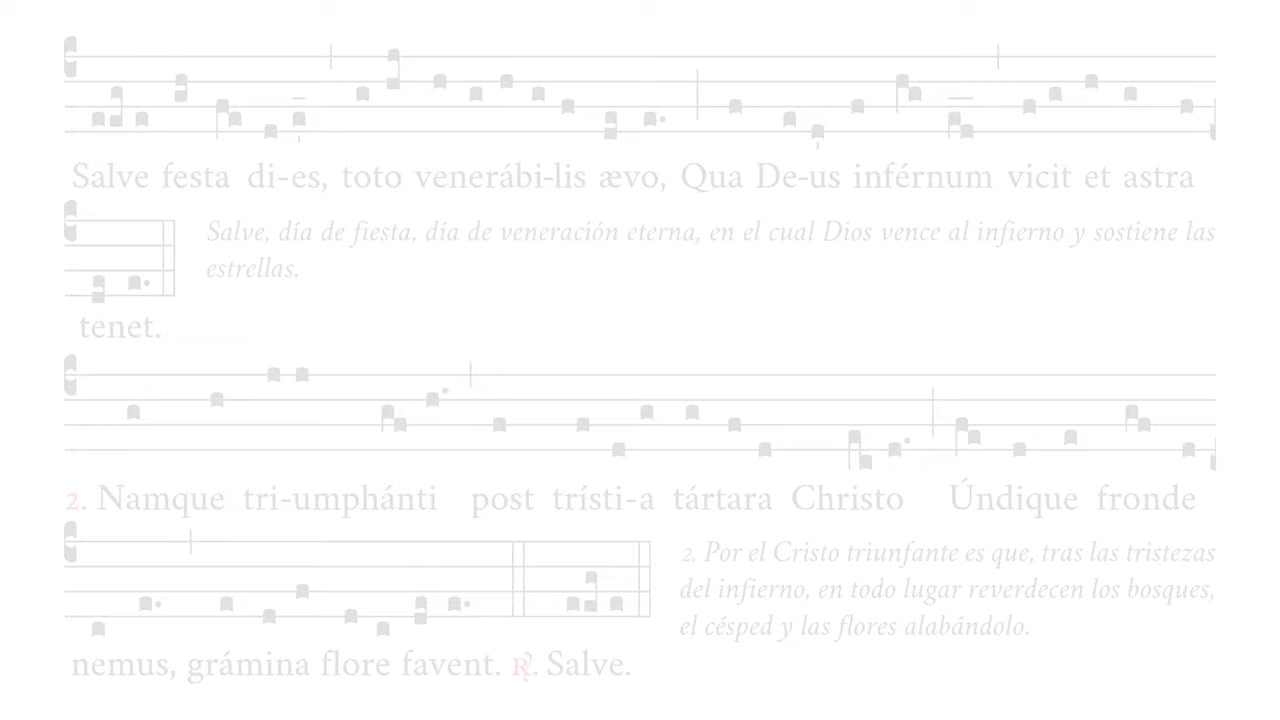 Salve festa di-es, toto venerábi-lis ævo, Qua De-us inférnum vicit et astra
Salve, día de fiesta, día de veneración eterna, en el cual Dios vence al infierno y sostiene las
estrellas.
tenet.
2. Namque tri-umphánti post trísti-a tártara Christo Úndique fronde
2. Por el Cristo triunfante es que, tras las tristezas
del infierno, en todo lugar reverdecen los bosques,
el césped y las flores alabándolo.
nemus, grámina flore favent. ℟. Salve.